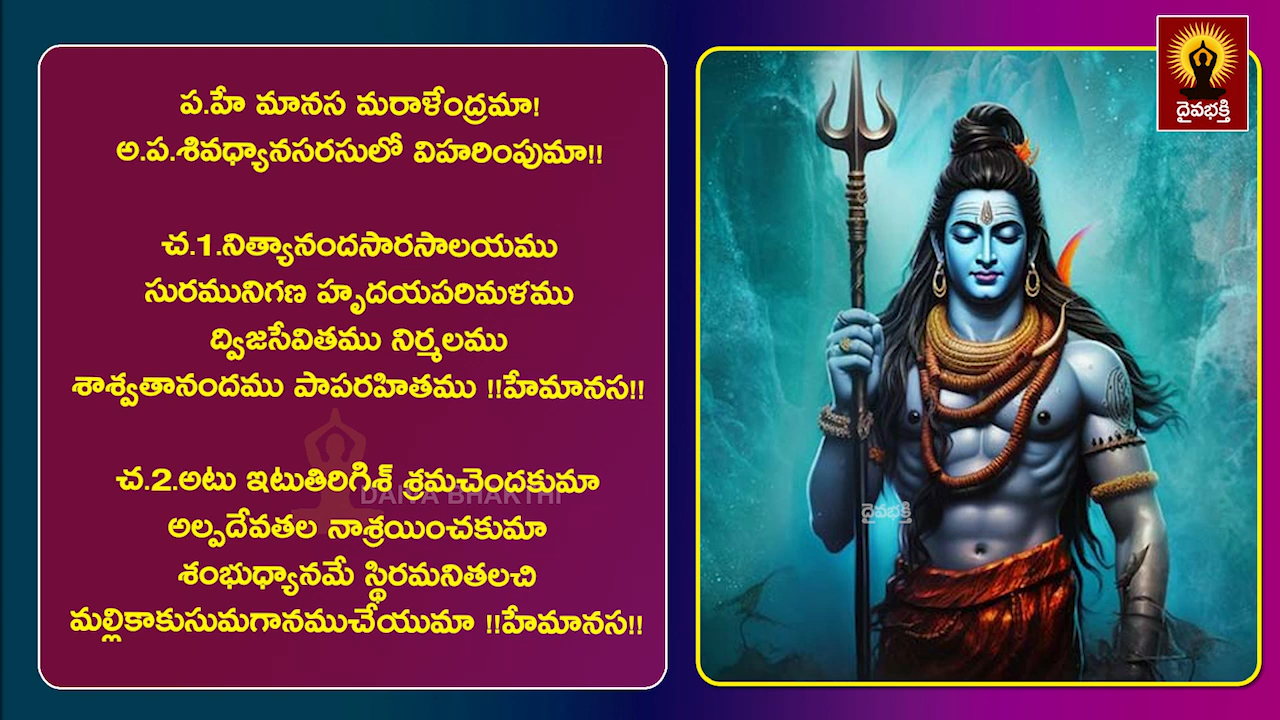 ప.హే మానస మరాళేంద్రమా!
అ.ప.శివధ్యానసరసులో విహరింపుమా!!
చ.1.నిత్యానందసారసాలయము
సురమునిగణ హృదయపరిమళము
ద్విజసేవితము నిర్మలము
శాశ్వతానందము పాపరహితము !!హేమానస!!
చ.2.అటు ఇటుతిరిగిశ్ శ్రమచెందకుమా
అల్పదేవతల నాశ్రయించకుమా
శంభుధ్యానమే స్థిరమనితలచి
మల్లికాకుసుమగానముచేయుమా !!హేమానస!!
DAIVA BHAKTHI
దైవభక్తి
దైవభక్తి